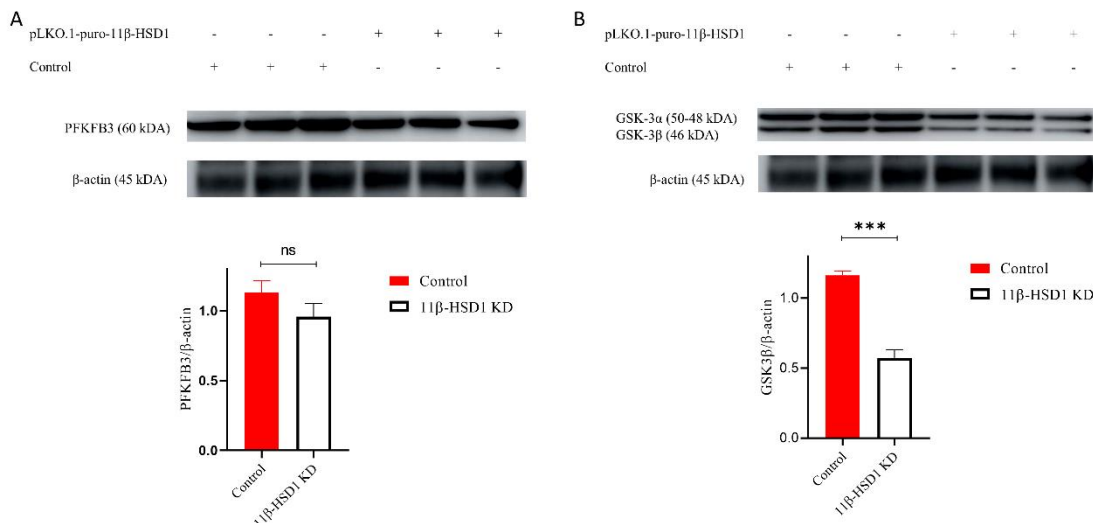 A
pLKO.1-puro-11β-HSD1 - - - + + +
Control + + + - - -
PFKFB3 (60 kDA)
β-actin (45 kDA)
ns
Control
11β-HSD1 KD
PFKFB3/β-actin
1.0
0.5
0.0
Control
11β-HSD1 KD
B
pLKO.1-puro-11β-HSD1 - - - + + +
Control + + + - - -
GSK-3α (50-48 kDA)
GSK-3β (46 kDA)
β-actin (45 kDA)
***
Control
11β-HSD1 KD
GSK3β/β-actin
1.0
0.5
0.0
Control
11β-HSD1 KD